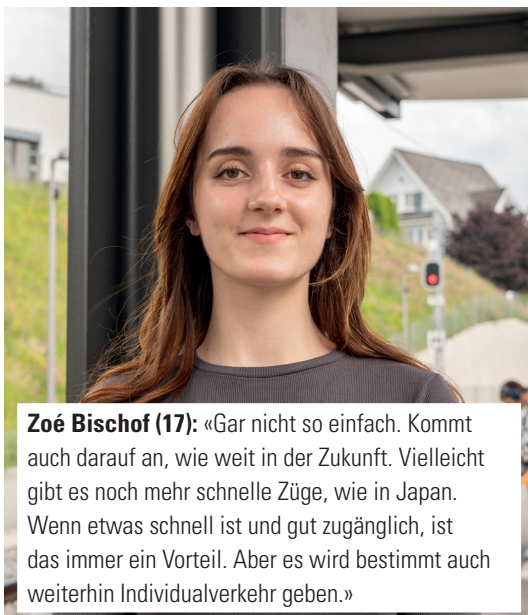 Zoé Bischof (17): «Gar nicht so einfach. Kommt
auch darauf an, wie weit in der Zukunft. Vielleicht
gibt es noch mehr schnelle Züge, wie in Japan.
Wenn etwas schnell ist und gut zugänglich, ist
das immer ein Vorteil. Aber es wird bestimmt auch
weiterhin Individualverkehr geben.»